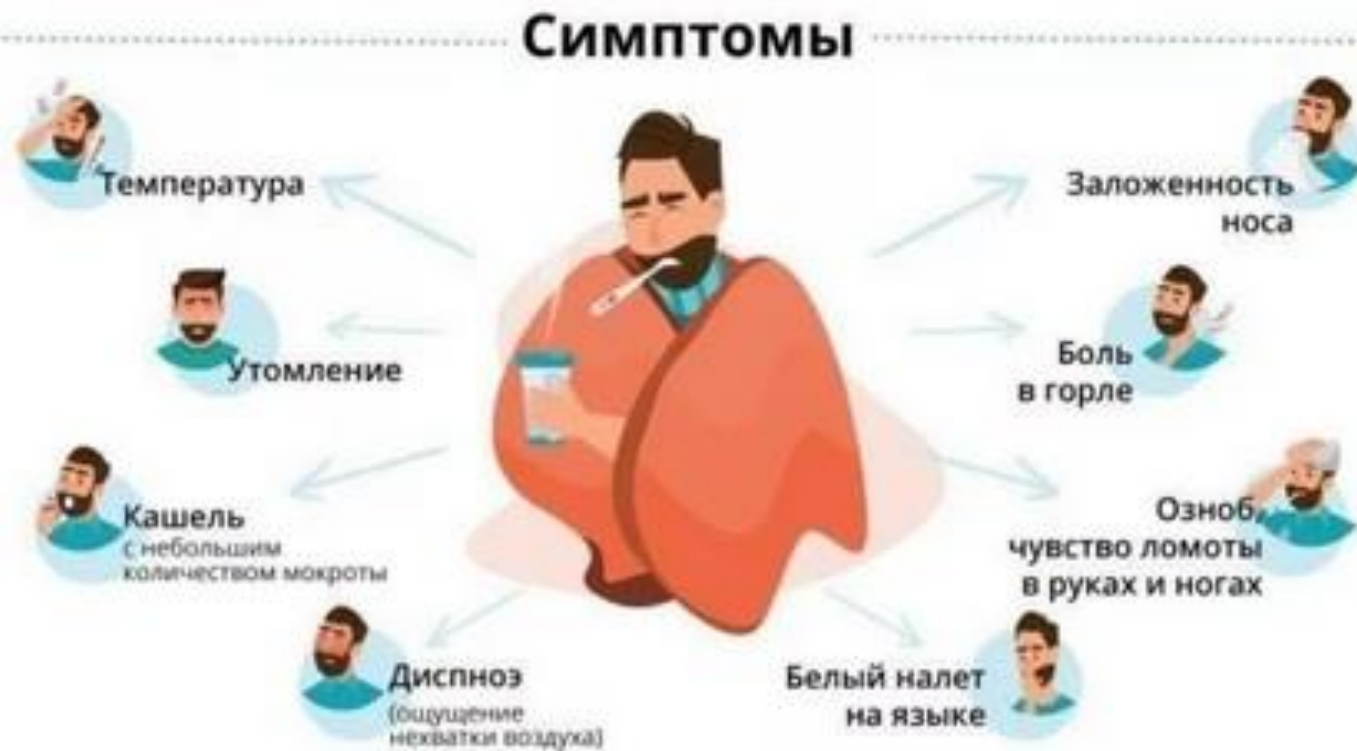 Симптомы
Температура
Утомление
Кашель
с небольшим
количеством мокроты
Диспноэ
(ощущение
нехватки воздуха)
Заложенность
носа
Боль
в горле
Озноб,
чувство ломоты
в руках и ногах
Белый налет
на языке